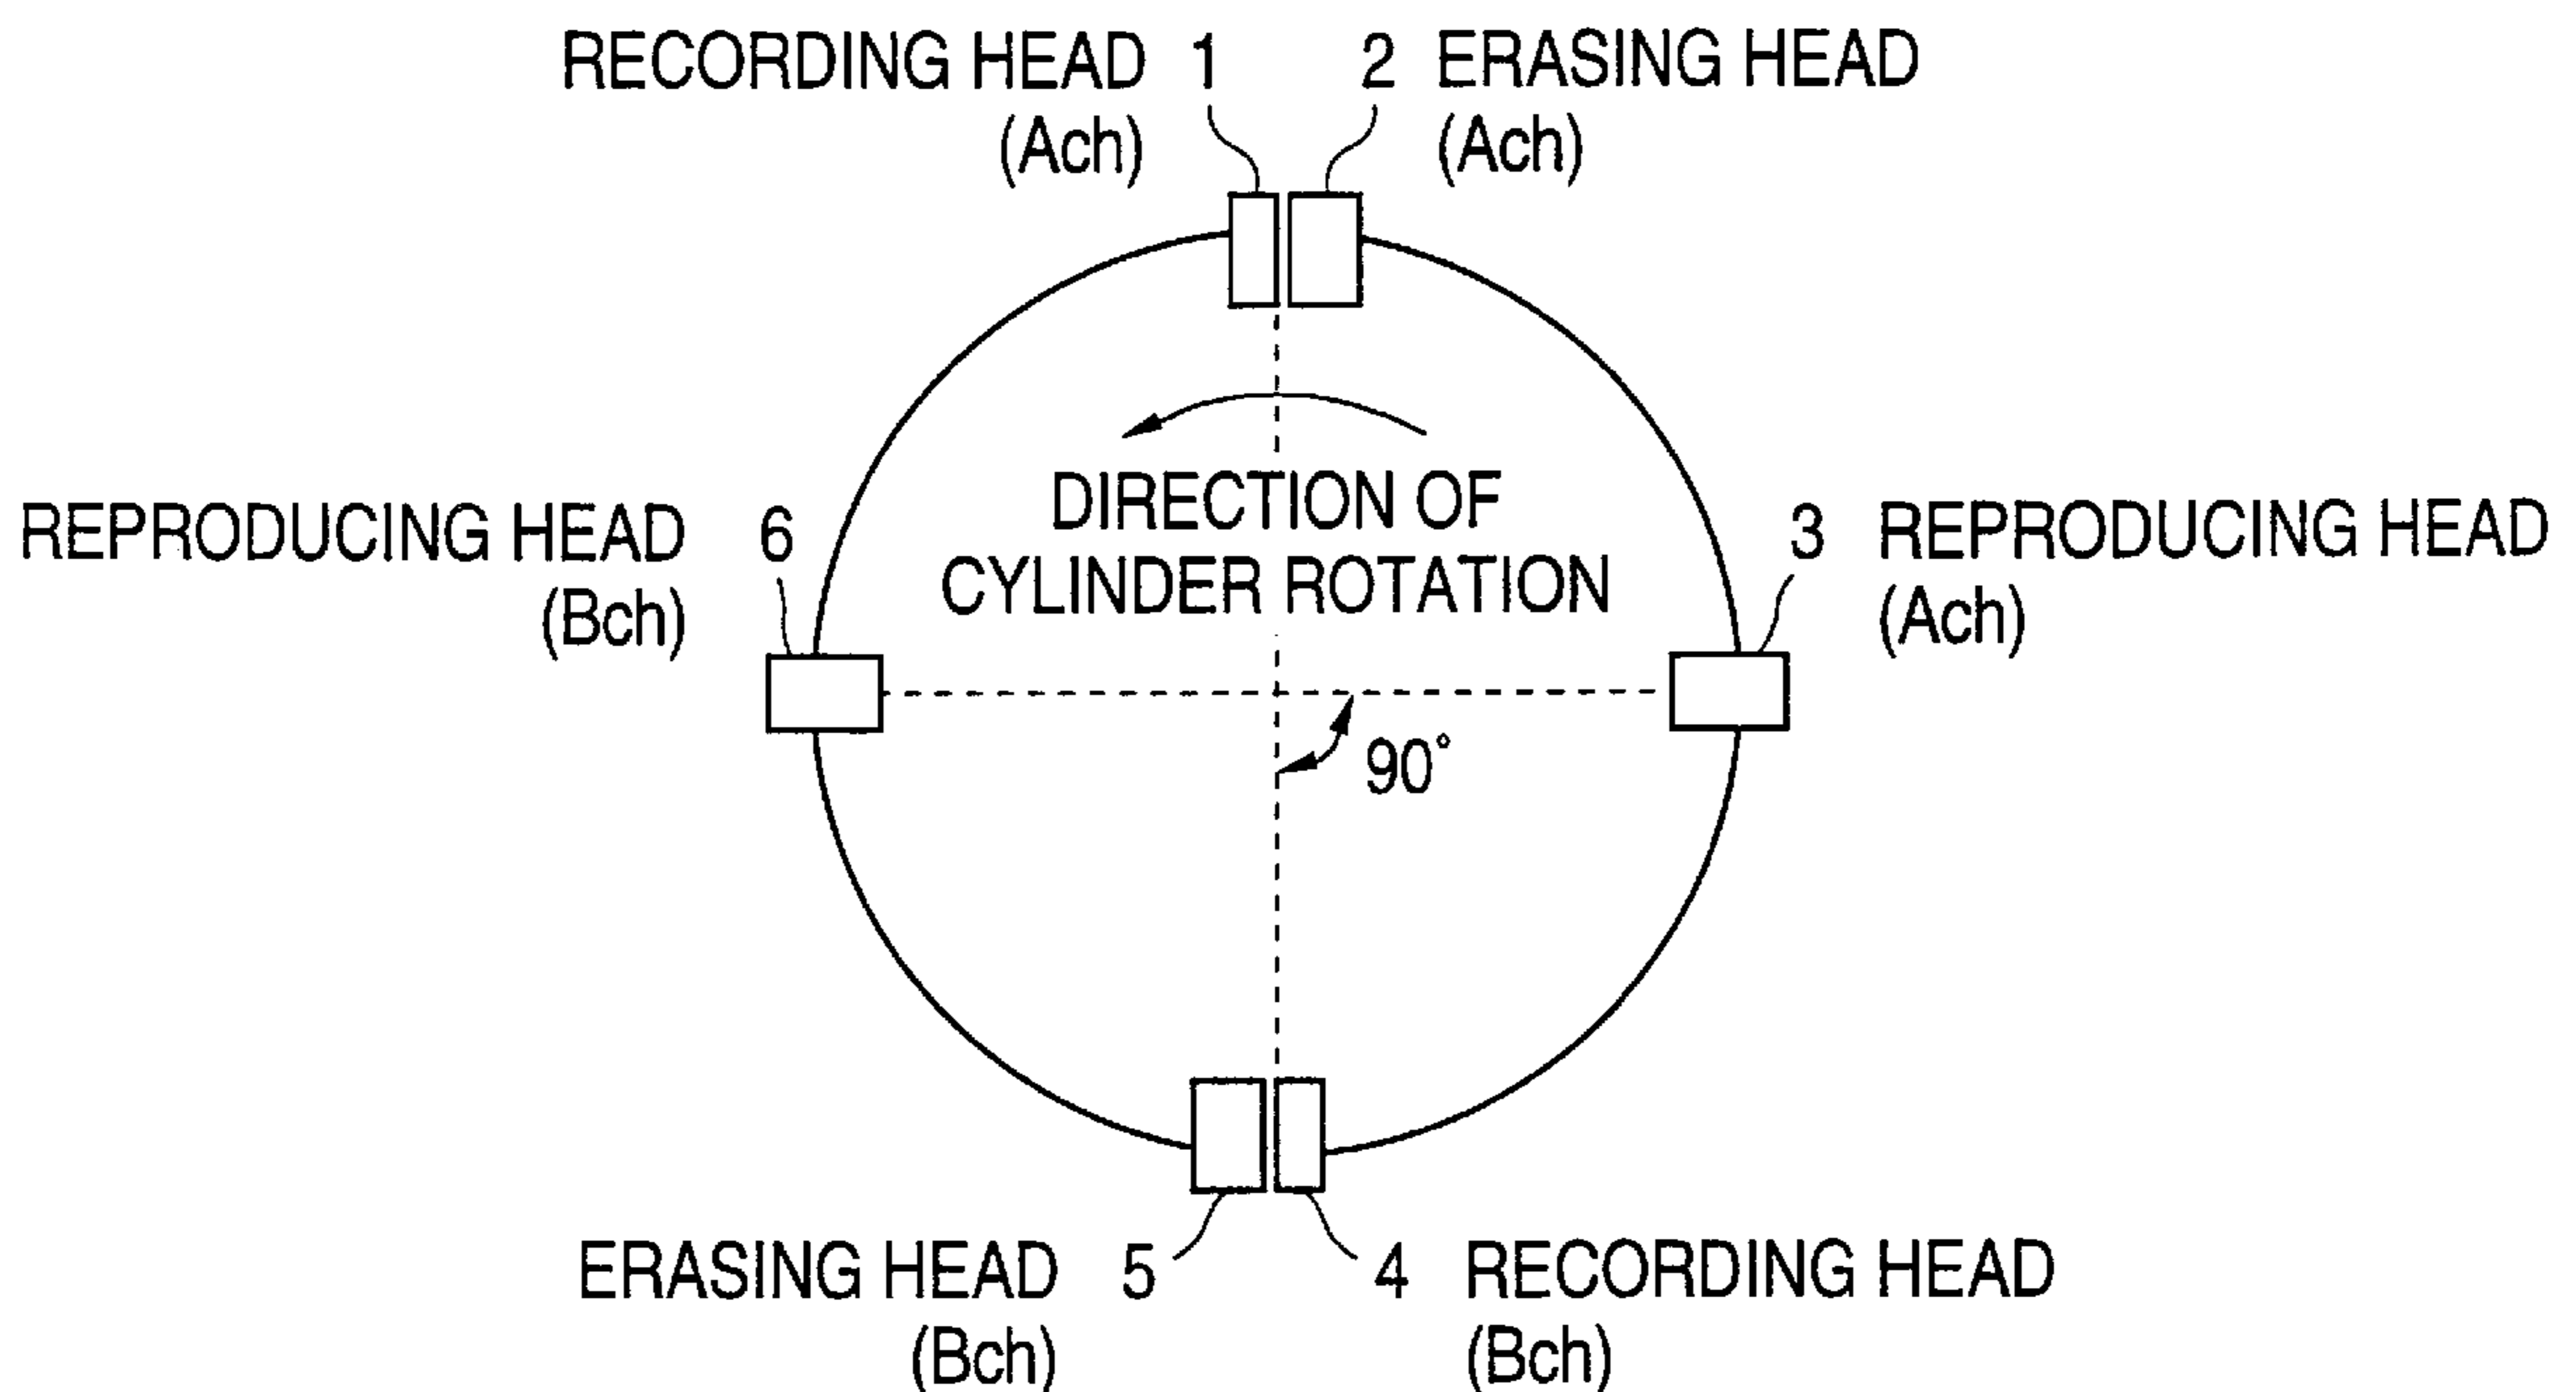 RECORDING HEAD 1
(Ach)
2 ERASING HEAD
(Ach)
DIRECTION OF
CYLINDER ROTATION
REPRODUCING HEAD 6
(Bch)
3 REPRODUCING HEAD
(Ach)
90°
ERASING HEAD 5
(Bch)
4 RECORDING HEAD
(Bch)